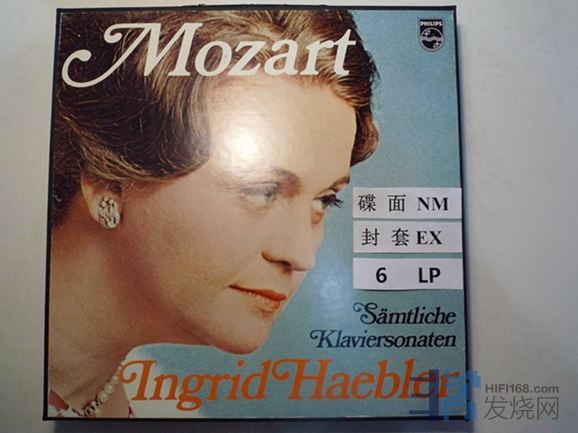 Mozart
PHILIPS
碟面 NM
封套 EX
6 LP
Sämtliche
Klaviersonaten
Ingrid Haebler
HIFI168.com
发烧网